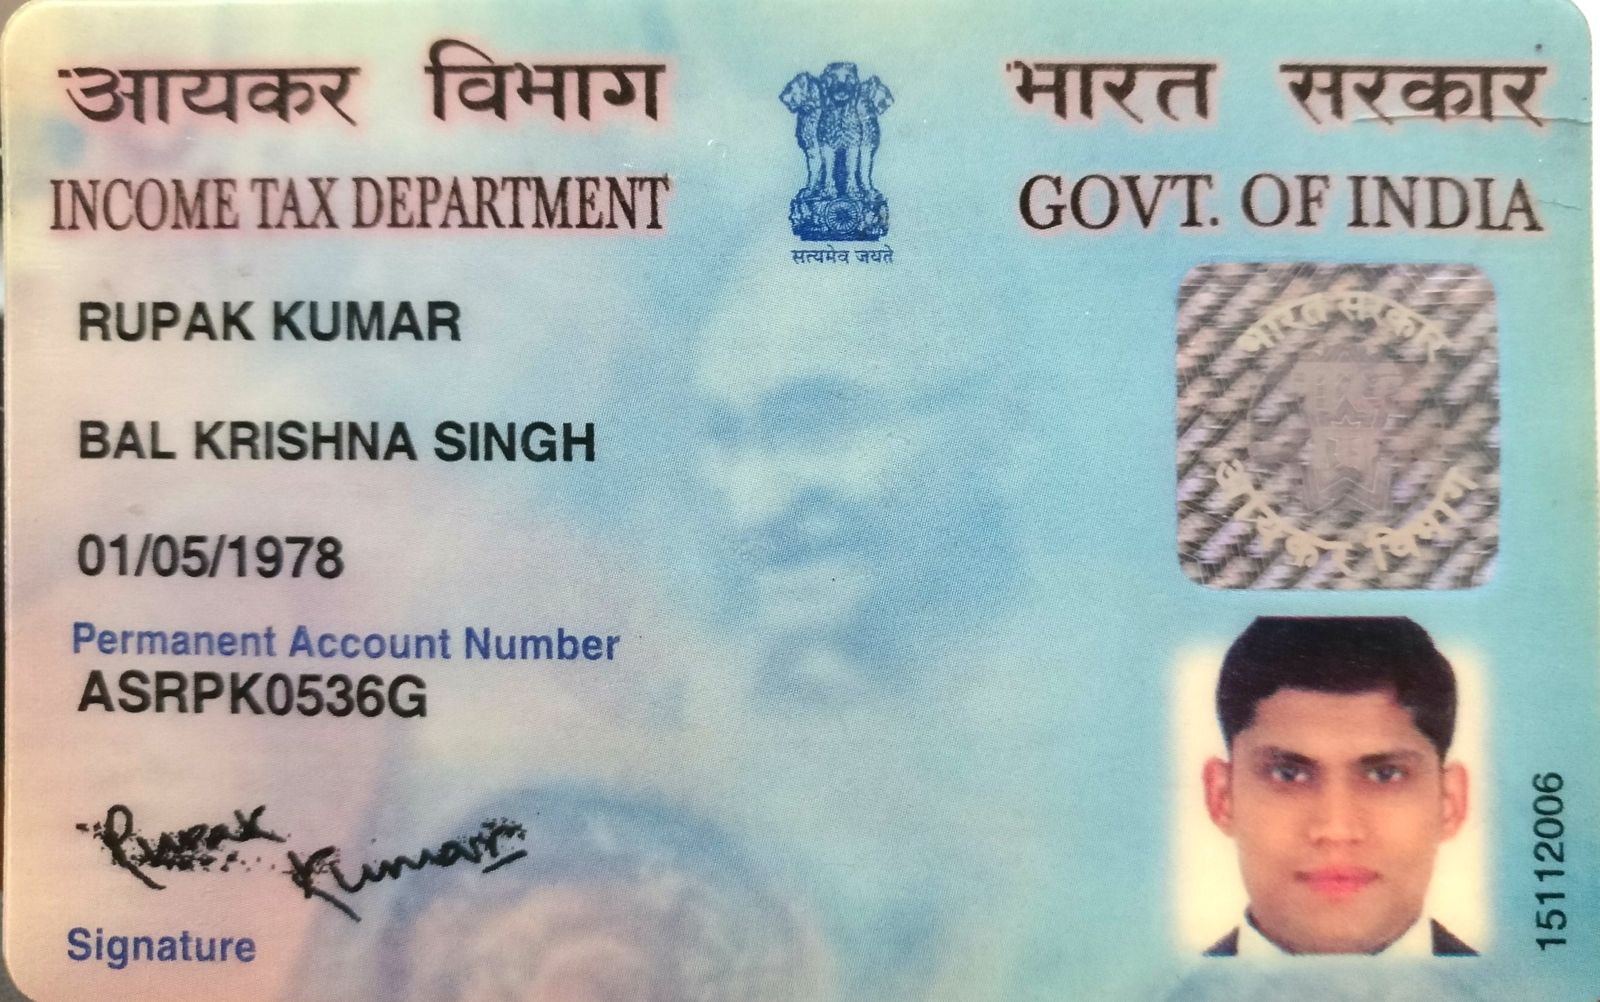 आयकर विभाग
INCOME TAX DEPARTMENT
सत्यमेव जयते
भारत सरकार
GOVT. OF INDIA
RUPAK KUMAR
BAL KRISHNA SINGH
01/05/1978
Permanent Account Number
ASRPK0536G
Rupak Kumar
Signature
भारत सरकार
आयकर विभाग
15112006